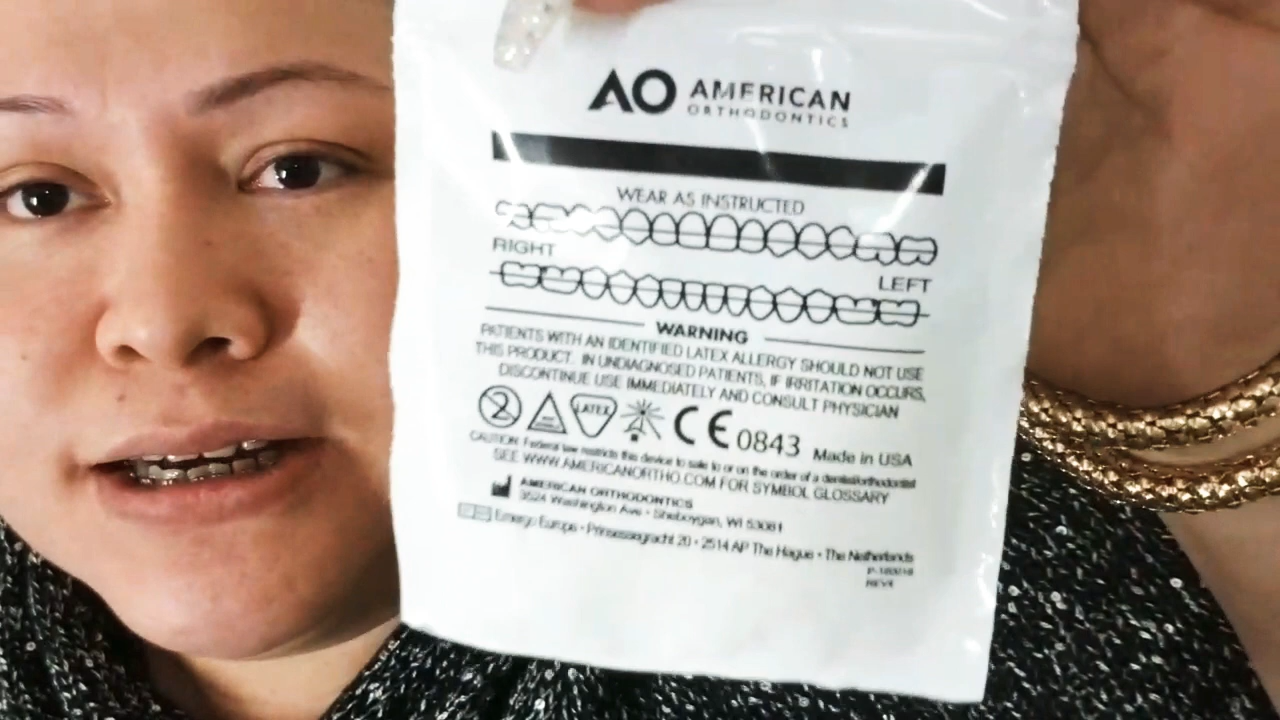 AO AMERICAN
ORTHODONTICS
WEAR AS INSTRUCTED
RIGHT
LEFT
WARNING
PATIENTS WITH AN IDENTIFIED LATEX ALLERGY SHOULD NOT USE
THIS PRODUCT. IN UNDIAGNOSED PATIENTS, IF IRRITATION OCCURS,
DISCONTINUE USE IMMEDIATELY AND CONSULT PHYSICIAN
2 LATEX CE 0843 Made in USA
CAUTION: Federal law restricts this device to sale to or on the order of a dentist/orthodontist
SEE WWW.AMERICANORTHO.COM FOR SYMBOL GLOSSARY
AMERICAN ORTHODONTICS
3524 Washington Ave • Sheboygan, WI 53081
Emergo Europe • Prinsessegracht 20 • 2514 AP The Hague • The Netherlands